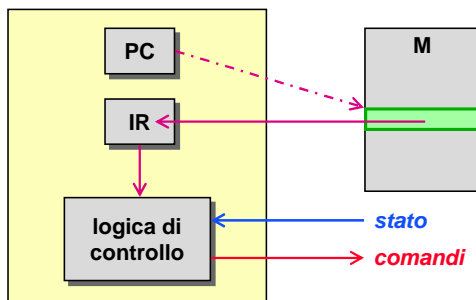 PC
M
IR
logica di
controllo
stato
comandi